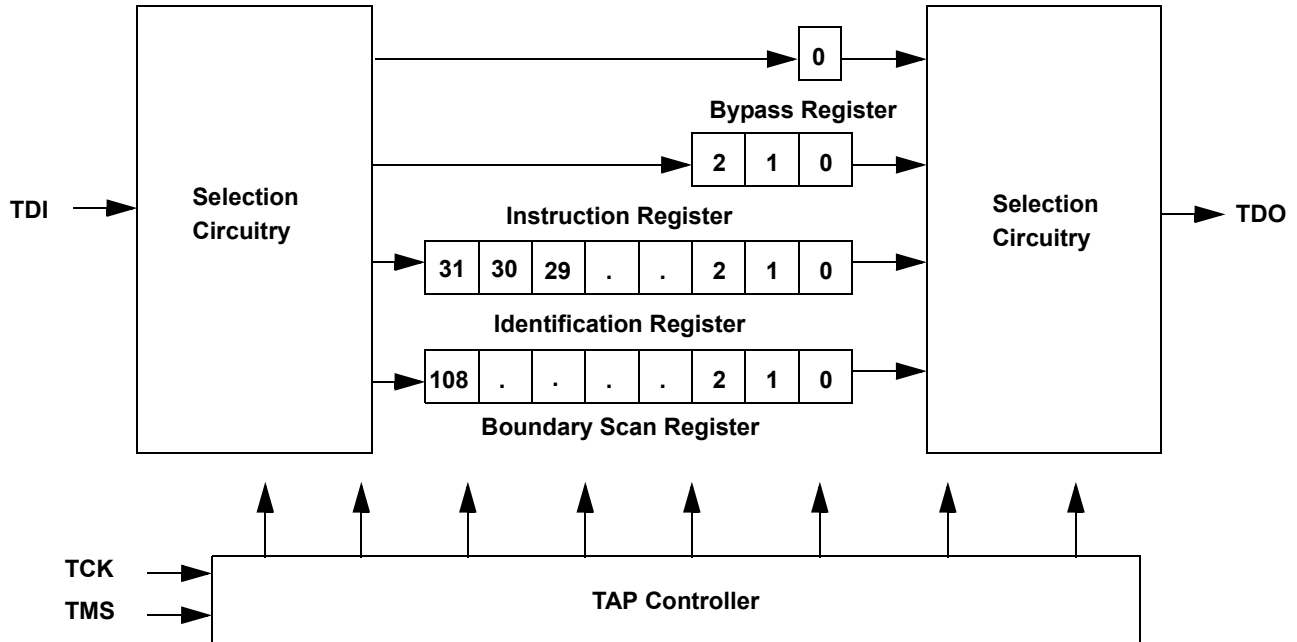 0
Bypass Register
2 1 0
TDI
Selection
Circuitry
Instruction Register
31 30 29 . . 2 1 0
Identification Register
108 . . . . 2 1 0
Boundary Scan Register
Selection
Circuitry
TDO
TCK
TMS
TAP Controller